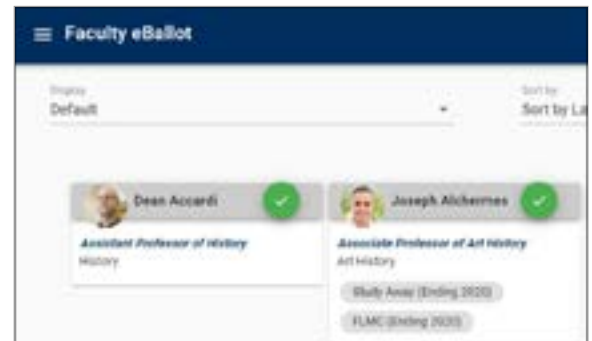 Faculty eBallot
Display
Default
Sort by
Sort by La
Dean Accardi
Assistant Professor of History
History
Joseph Alchermes
Associate Professor of Art History
Art History
Study Away (Ending 2020)
FLMC (Ending 2020)